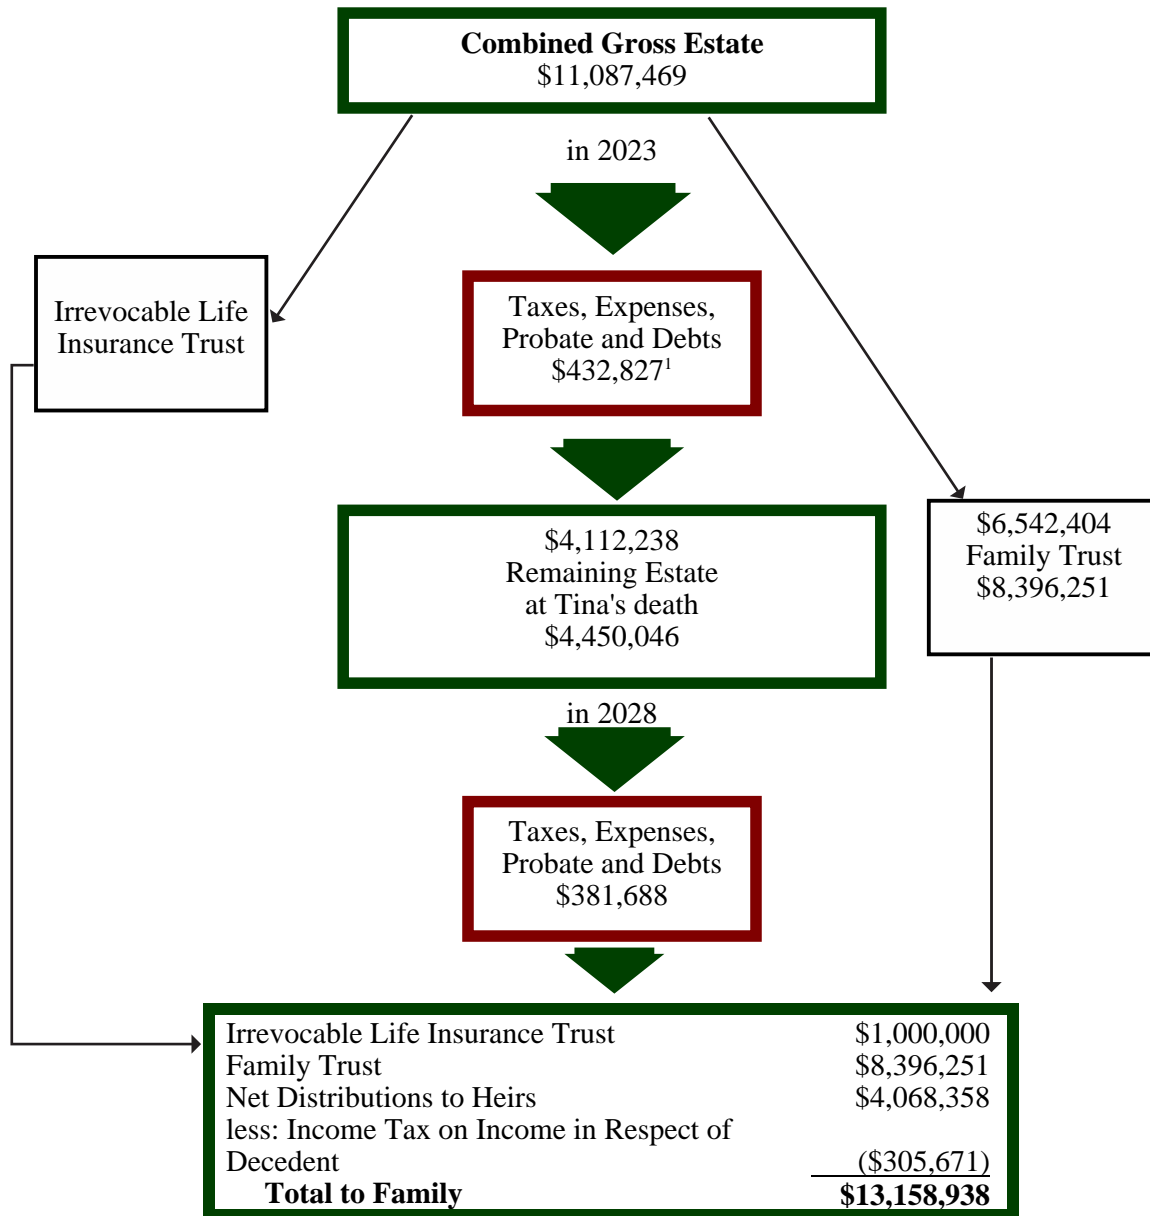 Combined Gross Estate
$11,087,469
in 2023
Irrevocable Life
Insurance Trust
Taxes, Expenses,
Probate and Debts
$432,827¹
$4,112,238
Remaining Estate
at Tina's death
$4,450,046
$6,542,404
Family Trust
$8,396,251
in 2028
Taxes, Expenses,
Probate and Debts
$381,688
Irrevocable Life Insurance Trust $1,000,000
Family Trust $8,396,251
Net Distributions to Heirs $4,068,358
less: Income Tax on Income in Respect of
Decedent ($305,671)
Total to Family $13,158,938